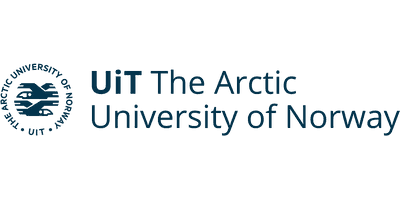 THE ARCTIC UNIVERSITY OF NORWAY
• UiT •
UiT The Arctic
University of Norway